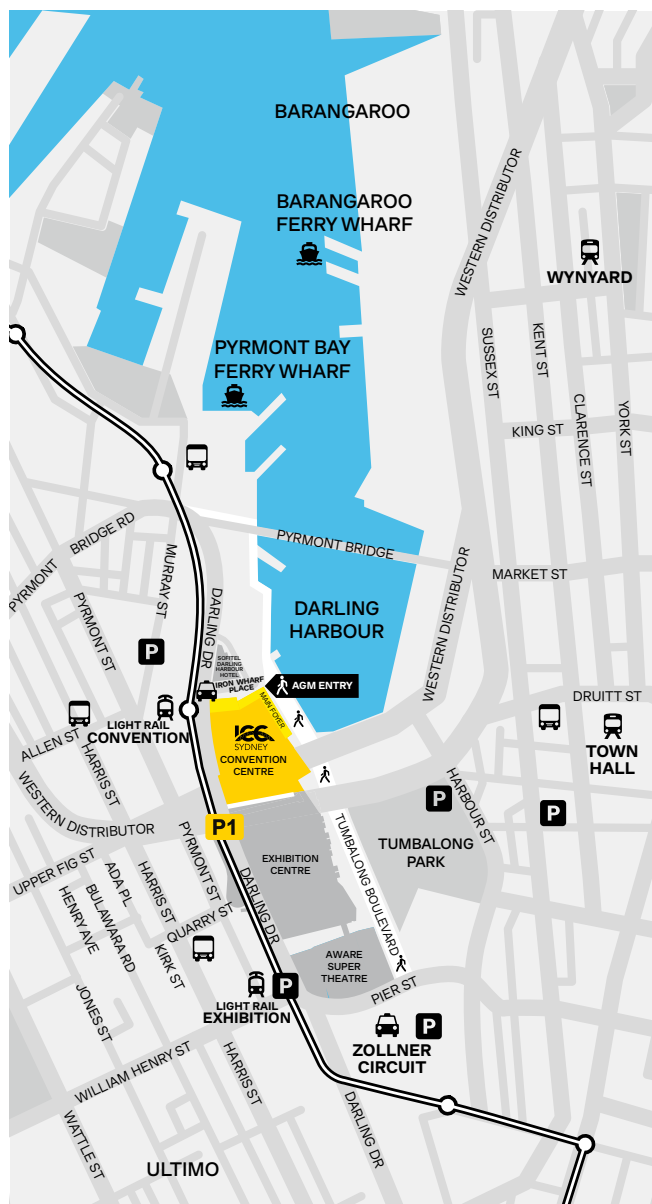 BARANGAROO
BARANGAROO
FERRY WHARF
WESTERN DISTRIBUTOR
WYNYARD
PYRMONT BAY
FERRY WHARF
SUSSEX ST
KENT ST
CLARENCE ST
YORK ST
KING ST
PYRMONT BRIDGE RD
MURRAY ST
PYRMONT BRIDGE
MARKET ST
PYRMONT ST
DARLING DR
DARLING
HARBOUR
WESTERN DISTRIBUTOR
P
SOFITEL
DARLING
HARBOUR
HOTEL
IRON WHARF
PLACE
AGM ENTRY
MAIN FOYER
DRUITT ST
LIGHT RAIL
CONVENTION
ALLEN ST
HARRIS ST
ICC
SYDNEY
CONVENTION
CENTRE
TOWN
HALL
WESTERN DISTRIBUTOR
P1
PYRMONT ST
P
HARBOUR ST
P
TUMBALONG
PARK
TUMBALONG BOULEVARD
EXHIBITION
CENTRE
UPPER FIG ST
ADA PL
HARRIS ST
BULAWARA RD
HENRY AVE
QUARRY ST
DARLING DR
KIRK ST
AWARE
SUPER
THEATRE
PIER ST
JONES ST
LIGHT RAIL
EXHIBITION
P
P
ZOLLNER
CIRCUIT
WILLIAM HENRY ST
HARRIS ST
WATTLE ST
DARLING DR
ULTIMO